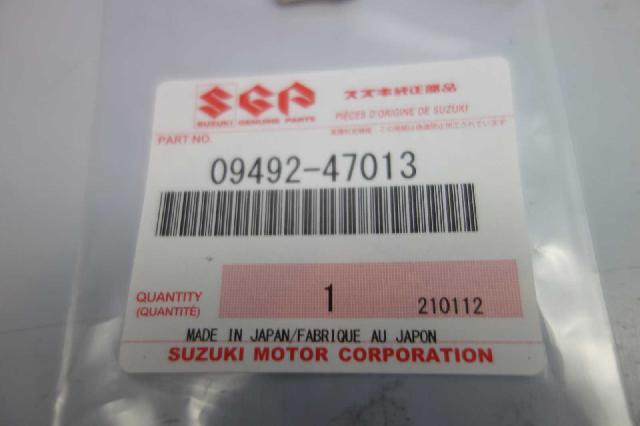 SGP スズキ純正部品
SUZUKI GENUINE PARTS PIÈCES D'ORIGINE DE SUZUKI
PART NO.
09492-47013
QUANTITY
(QUANTITÉ)
1 210112
MADE IN JAPAN/FABRIQUE AU JAPON
SUZUKI MOTOR CORPORATION